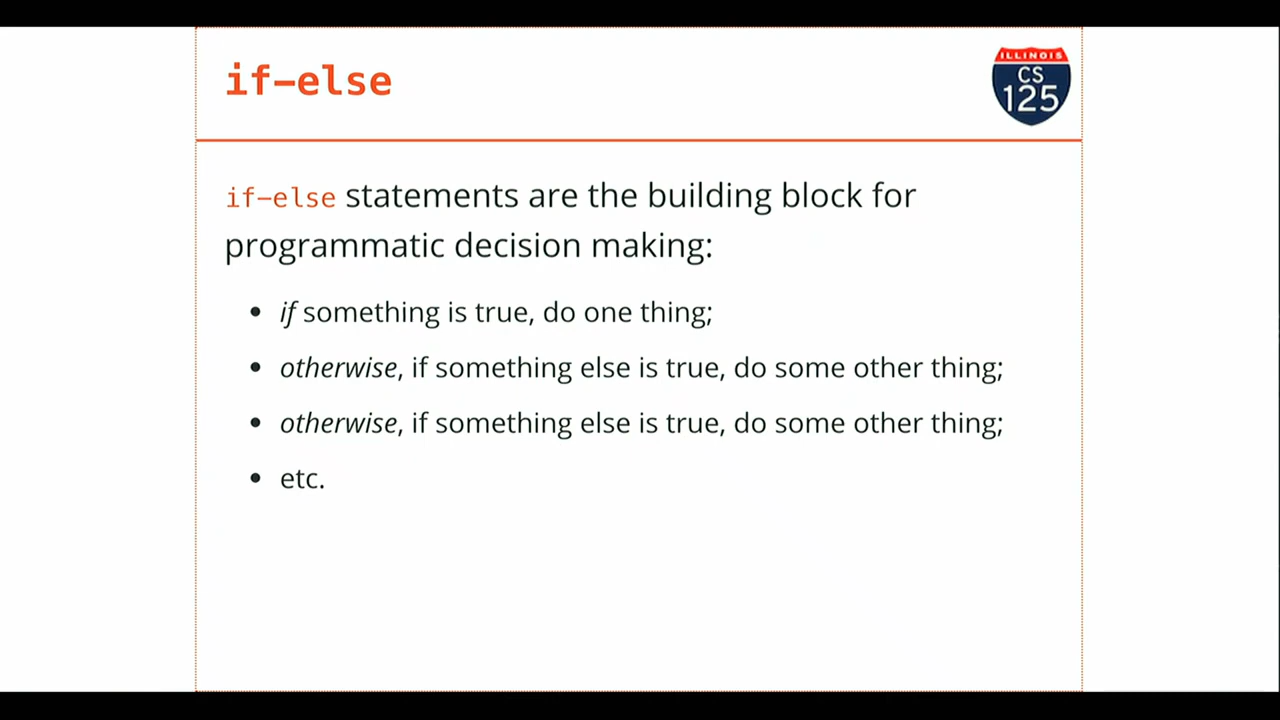 if-else
ILLINOIS
CS
125
if-else statements are the building block for
programmatic decision making:
• if something is true, do one thing;
• otherwise, if something else is true, do some other thing;
• otherwise, if something else is true, do some other thing;
• etc.